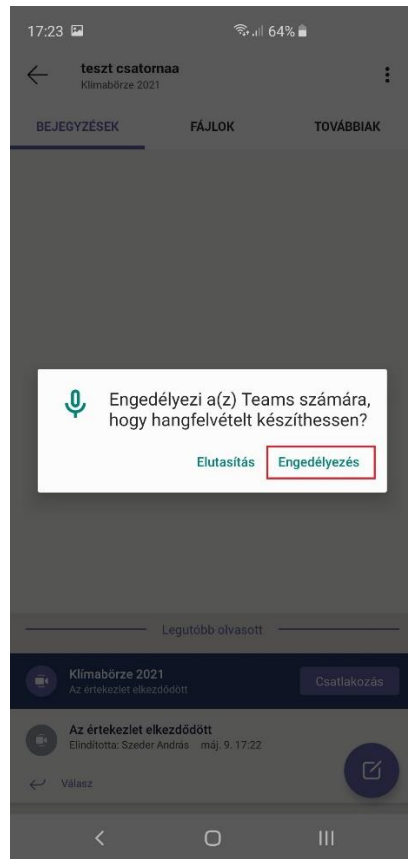 17:23 64%
teszt csatornaa
Klímabörze 2021
BEJEGYZÉSEK FÁJLOK TOVÁBBIAK
Engedélyezi a(z) Teams számára,
hogy hangfelvételt készíthessen?
Elutasítás Engedélyezés
Legutóbb olvasott
Klímabörze 2021
Az értekezlet elkezdődött
Csatlakozás
Az értekezlet elkezdődött
Elindította: Szeder András máj. 9. 17:22
Válasz